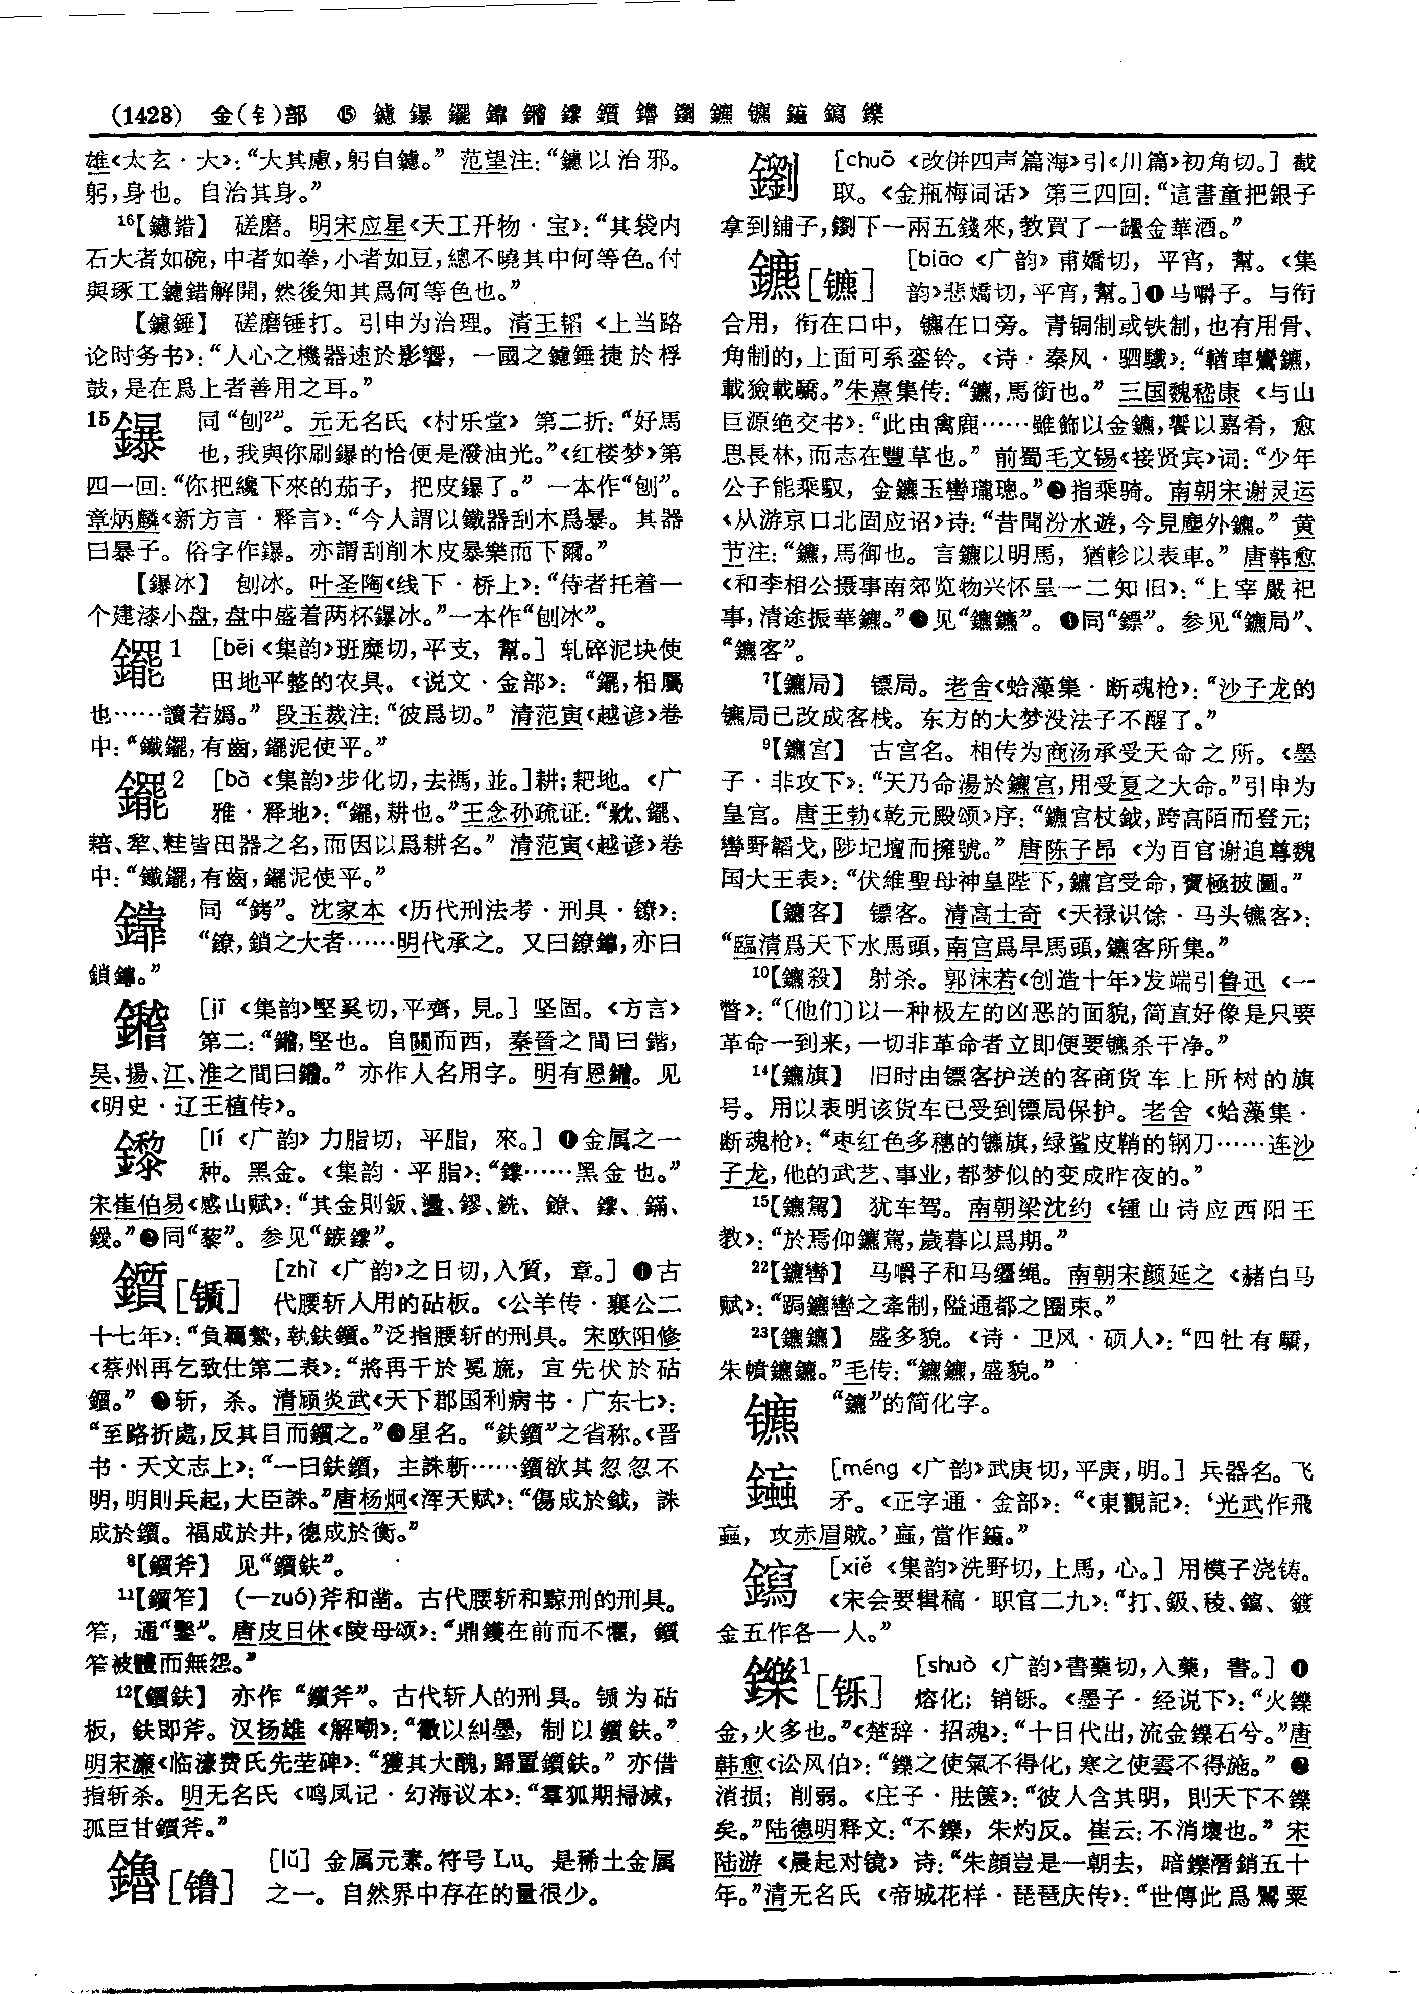 (1428) 金(钅)部 ⑮ 鑢 鑤 鑼 鑏 鐕 鑗 鑕 鑥 鑆 鑣 镳 鑉 鑃 鑠
雄《太玄·大》：“大其慮，躬自鑢。” 范望注：“鑢以治邪。
躬，身也。自治其身。”
16【鑢錯】 磋磨。明宋应星《天工开物·宝》：“其袋内
石大者如碗，中者如拳，小者如豆，總不曉其中何等色。付
與琢工鑢錯解開，然後知其爲何等色也。”
【鑢錘】 磋磨锤打。引申为治理。清王韬《上当路
论时务书》：“人心之機器速於影響，一國之鑢錘捷於桴
鼓，是在爲上者善用之耳。”
15鑤 同“刨2”。元无名氏《村乐堂》第二折：“好馬
也，我與你刷鑤的恰便是潑油光。”《红楼梦》第
四一回：“你把纔下來的茄子，把皮鑤了。” 一本作“刨”。
章炳麟《新方言·释言》：“今人謂以鐵器刮木爲暴。其器
曰暴子。俗字作鑤。亦謂刮削木皮暴樂而下爾。”
【鑤冰】 刨冰。叶圣陶《线下·桥上》：“侍者托着一
个建漆小盘，盘中盛着两杯鑤冰。”一本作“刨冰”。
䥯1 [bēi《集韵》班糜切，平支，幫。] 轧碎泥块使
田地平整的农具。《说文·金部》：“䥯，相屬
也……讀若嬀。” 段玉裁注：“彼爲切。” 清范寅《越谚》卷
中：“鐵䥯，有齒，䥯泥使平。”
䥯2 [bà《集韵》步化切，去禡，並。]耕；耙地。《广
雅·释地》：“䥯，耕也。”王念孙疏证：“䥯、
䎱、犂、畦皆田器之名，而因以爲耕名。” 清范寅《越谚》卷
中：“鐵䥯，有齒，䥯泥使平。”
同“銬”。沈家本《历代刑法考·刑具·鐐》：
“鐐，鎖之大者……明代承之。又曰鐐，亦曰
鎖。”
[jī《集韵》堅奚切，平齊，見。] 坚固。《方言》
第二：“，堅也。自關而西，秦晉之間曰鍇，
吴、揚、江、淮之間曰。” 亦作人名用字。明有恩。见
《明史·辽王植传》。
鑗 [lí《广韵》力脂切，平脂，來。] ❶金属之一
种。黑金。《集韵·平脂》：“鑗……黑金也。”
宋崔伯易《感山赋》：“其金則鈑、璗、鏐、銑、鐐、鑗、鏋、
鋄。”❷同“藜”。参见“鏃鑗”。
鑕[锧] [zhì《广韵》之日切，入質，章。] ❶古
代腰斩人用的砧板。《公羊传·襄公二
十七年》：“負羈縶，執鈇鑕。”泛指腰斩的刑具。宋欧阳修
《蔡州再乞致仕第二表》：“將再干於冕旒，宜先伏於砧
鑕。” ❷斩，杀。清顾炎武《天下郡国利病书·广东七》：
“至略折處，反其目而鑕之。”❸星名。“鈇鑕”之省称。《晋
书·天文志上》：“一曰鈇鑕，主誅斬……鑕欲其忽忽不
明，明則兵起，大臣誅。”唐杨炯《浑天赋》：“傷成於鉞，誅
成於鑕。福成於井，德成於衡。”
8【鑕斧】 见“鑕鈇”。
11【鑕笮】 (—zuó)斧和凿。古代腰斩和黥刑的刑具。
笮，通“鑿”。唐皮日休《陵母颂》：“鼎鑊在前而不懼，鑕
笮被體而無怨。”
12【鑕鈇】 亦作“鑕斧”。古代斩人的刑具。锧为砧
板，鈇即斧。汉扬雄《解嘲》：“徽以糾墨，制以鑕鈇。”
明宋濂《临濠费氏先茔碑》：“獲其大醜，歸置鑕鈇。” 亦借
指斩杀。明无名氏《鸣凤记·幻海议本》：“羣狐期掃滅，
孤臣甘鑕斧。”
鑥[镥] [lǔ] 金属元素。符号 Lu。是稀土金属
之一。自然界中存在的量很少。
[chuō《改併四声篇海》引《川篇》初角切。] 截
取。《金瓶梅词话》第三四回：“這書童把銀子
拿到舖子，下一兩五錢來，教買了一罎金華酒。”
鑣[镳] [biāo《广韵》甫嬌切，平宵，幫。《集
韵》悲嬌切，平宵，幫。]❶马嚼子。与衔
合用，衔在口中，镳在口旁。青铜制或铁制，也有用骨、
角制的，上面可系銮铃。《诗·秦风·驷驖》：“輶車鸞鑣，
載獫載驕。”朱熹集传：“鑣，馬銜也。” 三国魏嵇康《与山
巨源绝交书》：“此由禽鹿……雖飾以金鑣，饗以嘉肴，愈
思長林，而志在豐草也。” 前蜀毛文锡《接贤宾》词：“少年
公子能乘馭，金鑣玉轡瓏璁。”❷指乘骑。南朝宋谢灵运
《从游京口北固应诏》诗：“昔聞汾水遊，今見塵外鑣。” 黄
节注：“鑣，馬御也。言鑣以明馬，猶軫以表車。” 唐韩愈
《和李相公摄事南郊览物兴怀呈一二知旧》：“上宰嚴祀
事，清途振華鑣。”❸见“鑣鑣”。❹同“鏢”。参见“鑣局”、
“鑣客”。
7【鑣局】 镖局。老舍《蛤藻集·断魂枪》：“沙子龙的
镳局已改成客栈。东方的大梦没法子不醒了。”
9【鑣宫】 古宫名。相传为商汤承受天命之所。《墨
子·非攻下》：“天乃命湯於鑣宫，用受夏之大命。”引申为
皇宫。唐王勃《乾元殿颂》序：“鑣宫杖鉞，跨高陌而登元；
轡野韜戈，陟圮壇而擁號。” 唐陈子昂《为百官谢追尊魏
国大王表》：“伏維聖母神皇陛下，鑣宫受命，寶極披圖。”
【鑣客】 镖客。清高士奇《天禄识馀·马头镳客》：
“臨清爲天下水馬頭，南宫爲旱馬頭，鑣客所集。”
10【鑣殺】 射杀。郭沫若《创造十年》发端引鲁迅《一
瞥》：“〔他们〕以一种极左的凶恶的面貌，简直好像是只要
革命一到来，一切非革命者立即便要镳杀干净。”
14【鑣旗】 旧时由镖客护送的客商货车上所树的旗
号。用以表明该货车已受到镖局保护。老舍《蛤藻集·
断魂枪》：“枣红色多穗的镳旗，绿鲨皮鞘的钢刀……连沙
子龙，他的武艺、事业，都梦似的变成昨夜的。”
15【鑣駕】 犹车驾。南朝梁沈约《锺山诗应西阳王
教》：“於焉仰鑣駕，歲暮以爲期。”
22【鑣轡】 马嚼子和马缰绳。南朝宋颜延之《赭白马
赋》：“跼鑣轡之牽制，隘通都之圈束。”
23【鑣鑣】 盛多貌。《诗·卫风·硕人》：“四牡有驕，
朱幩鑣鑣。”毛传：“鑣鑣，盛貌。”
镳 “鑣”的简化字。
[méng《广韵》武庚切，平庚，明。] 兵器名。飞
矛。《正字通·金部》：“《東觀記》：‘光武作飛
蝱，攻赤眉賊。’蝱，當作。”
[xiě《集韵》洗野切，上馬，心。] 用模子浇铸。
《宋会要辑稿·职官二九》：“打、鈒、稜、、鍍
金五作各一人。”
鑠1[铄] [shuò《广韵》書藥切，入藥，書。] ❶
熔化；销铄。《墨子·经说下》：“火鑠
金，火多也。”《楚辞·招魂》：“十日代出，流金鑠石兮。”唐
韩愈《讼风伯》：“鑠之使氣不得化，寒之使雲不得施。” ❷
消损；削弱。《庄子·胠箧》：“彼人含其明，則天下不鑠
矣。”陆德明释文：“不鑠，朱灼反。崔云：不消壞也。” 宋
陆游《晨起对镜》诗：“朱顔豈是一朝去，暗鑠潛銷五十
年。”清无名氏《帝城花样·琵琶庆传》：“世傳此爲鸎粟